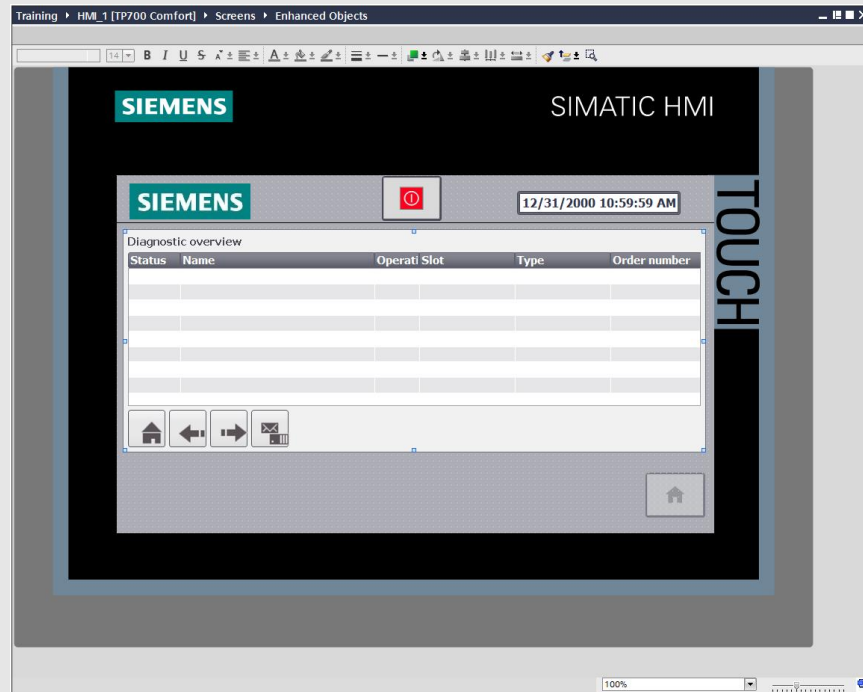 Training ▸ HMI_1 [TP700 Comfort] ▸ Screens ▸ Enhanced Objects
14 B I U S A
SIEMENS SIMATIC HMI
SIEMENS 12/31/2000 10:59:59 AM
TOUCH
Diagnostic overview
Status Name Operati Slot Type Order number
100%